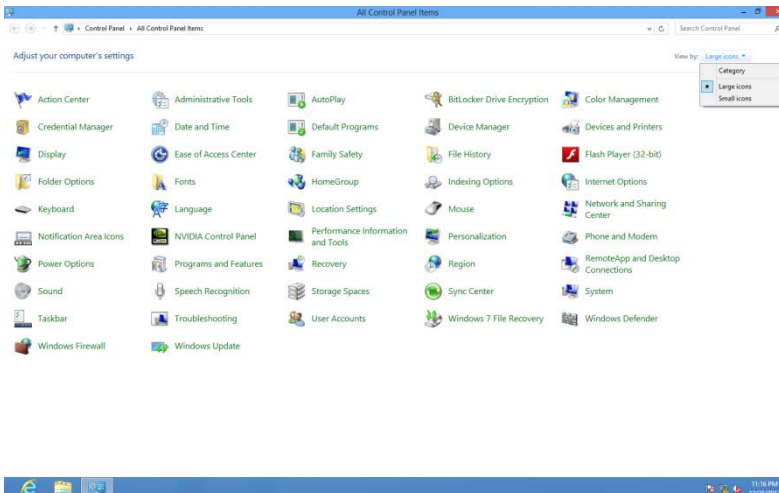 All Control Panel Items
Control Panel All Control Panel Items
Search Control Panel
Adjust your computer's settings
View by: Large icons
Category
Large icons
Small icons
Action Center
Administrative Tools
AutoPlay
BitLocker Drive Encryption
Color Management
Credential Manager
Date and Time
Default Programs
Device Manager
Devices and Printers
Display
Ease of Access Center
Family Safety
File History
Flash Player (32-bit)
Folder Options
Fonts
HomeGroup
Indexing Options
Internet Options
Keyboard
Language
Location Settings
Mouse
Network and Sharing
Center
Notification Area Icons
NVIDIA Control Panel
Performance Information
and Tools
Personalization
Phone and Modem
Power Options
Programs and Features
Recovery
Region
RemoteApp and Desktop
Connections
Sound
Speech Recognition
Storage Spaces
Sync Center
System
Taskbar
Troubleshooting
User Accounts
Windows 7 File Recovery
Windows Defender
Windows Firewall
Windows Update
11:16 PM